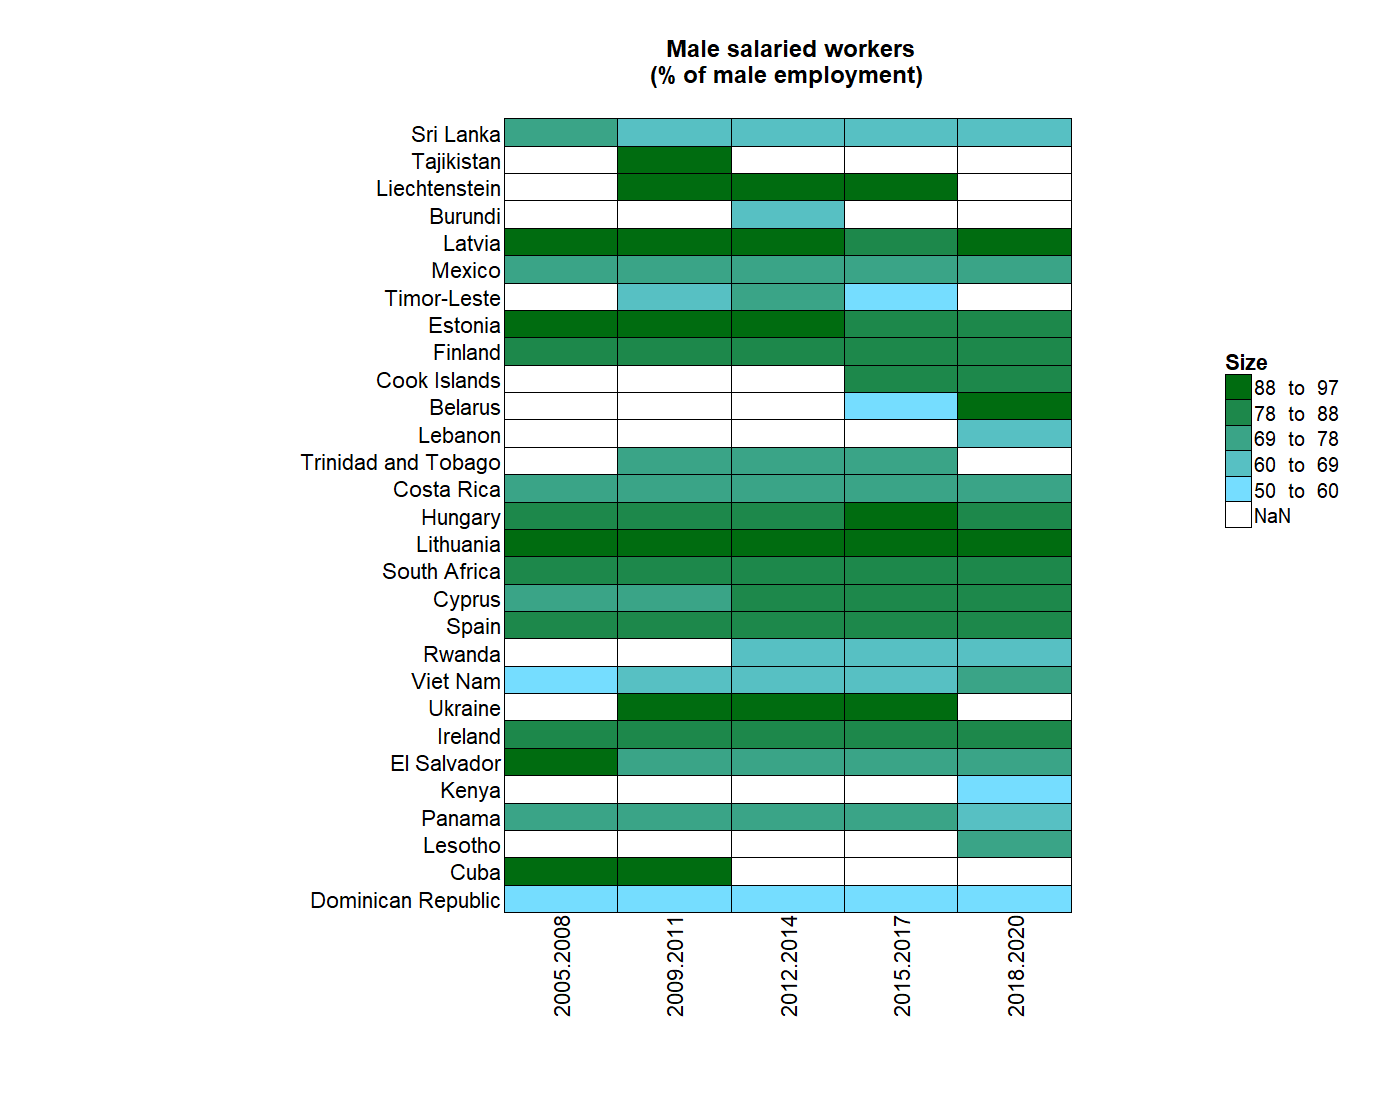 Male salaried workers
(% of male employment)
Sri Lanka
Tajikistan
Liechtenstein
Burundi
Latvia
Mexico
Timor-Leste
Estonia
Finland
Cook Islands
Belarus
Lebanon
Trinidad and Tobago
Costa Rica
Hungary
Lithuania
South Africa
Cyprus
Spain
Rwanda
Viet Nam
Ukraine
Ireland
El Salvador
Kenya
Panama
Lesotho
Cuba
Dominican Republic
2005.2008
2009.2011
2012.2014
2015.2017
2018.2020
Size
88 to 97
78 to 88
69 to 78
60 to 69
50 to 60
NaN